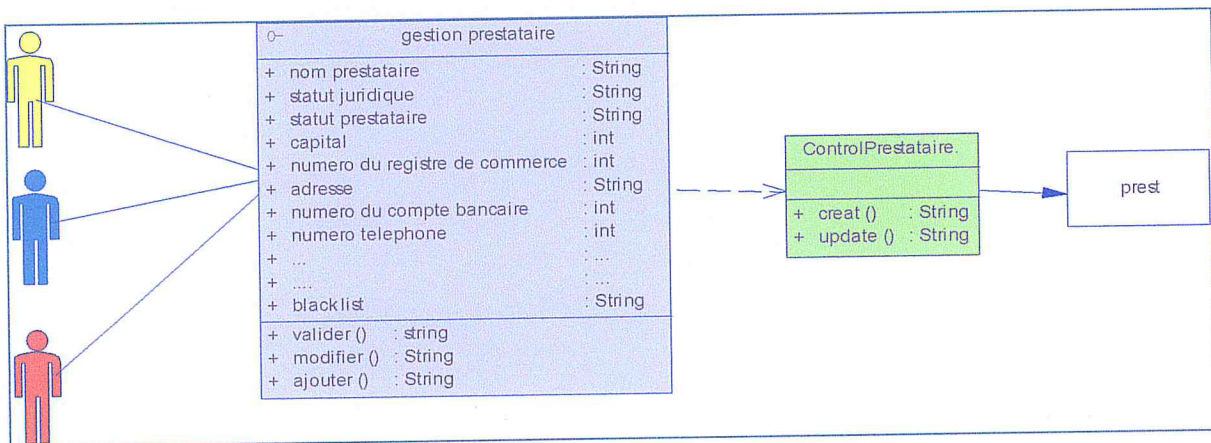 gestion prestataire
+ nom prestataire : String
+ statut juridique : String
+ statut prestataire : String
+ capital : int
+ numero du registre de commerce : int
+ adresse : String
+ numero du compte bancaire : int
+ numero telephone : int
+ ... : ...
+ .... : ...
+ blacklist : String
+ valider () : string
+ modifier () : String
+ ajouter () : String
ControlPrestataire.
+ creat () : String
+ update () : String
prest